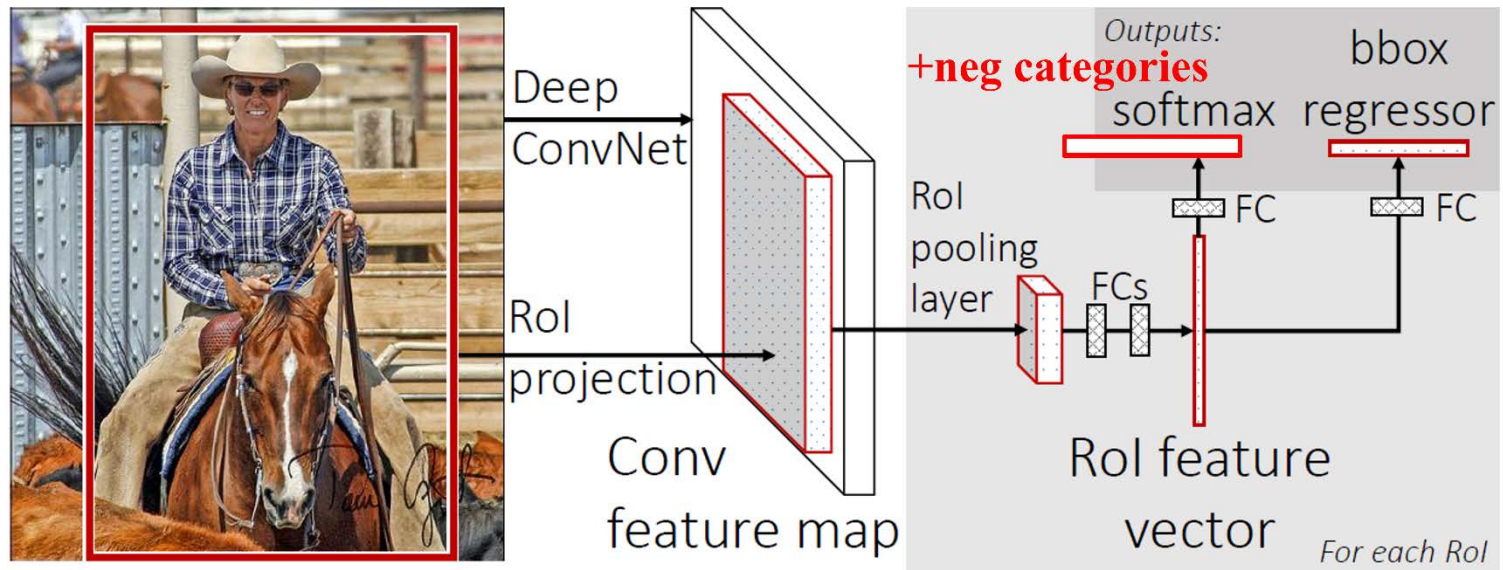 Deep
ConvNet
RoI
projection
Conv
feature map
RoI
pooling
layer
FCs
RoI feature
vector
For each RoI
Outputs:
+neg categories
softmax
bbox
regressor
FC
FC